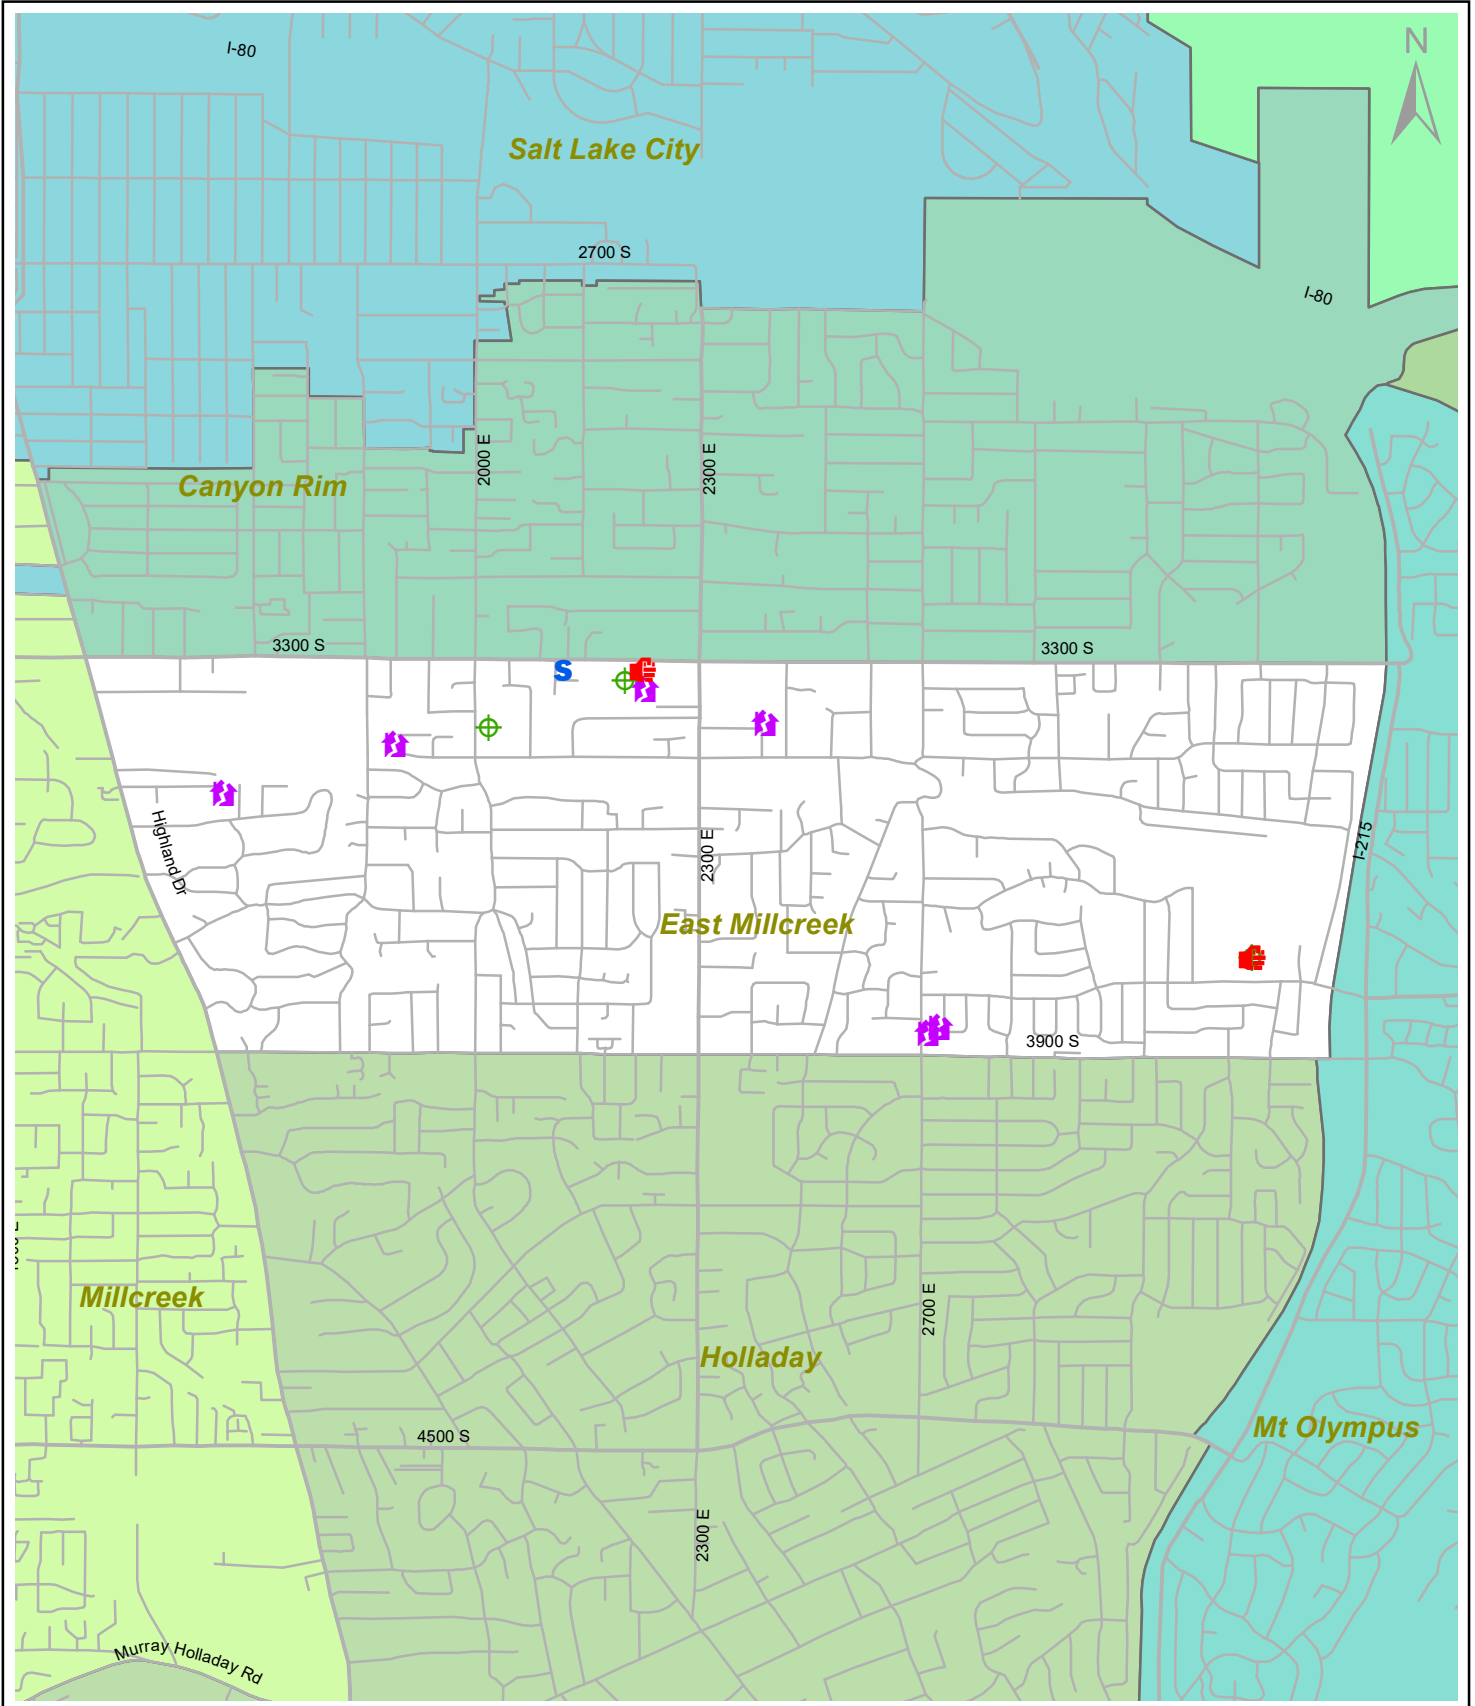 I-80
N
Salt Lake City
2700 S
I-80
2000 E
2300 E
Canyon Rim
3300 S
3300 S
S
Highland Dr
2300 E
I-215
East Millcreek
3900 S
Millcreek
2700 E
Holladay
Mt Olympus
4500 S
2300 E
Murray Holladay Rd